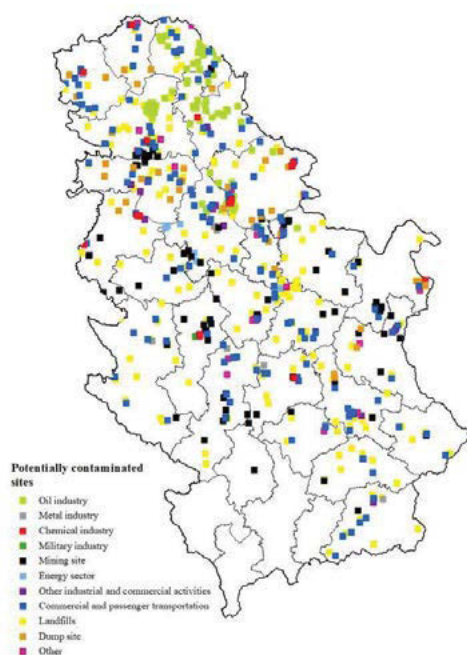 Potentially contaminated
sites
Oil industry
Metal industry
Chemical industry
Military industry
Mining site
Energy sector
Other industrial and commercial activities
Commercial and passenger transportation
Landfills
Dump site
Other